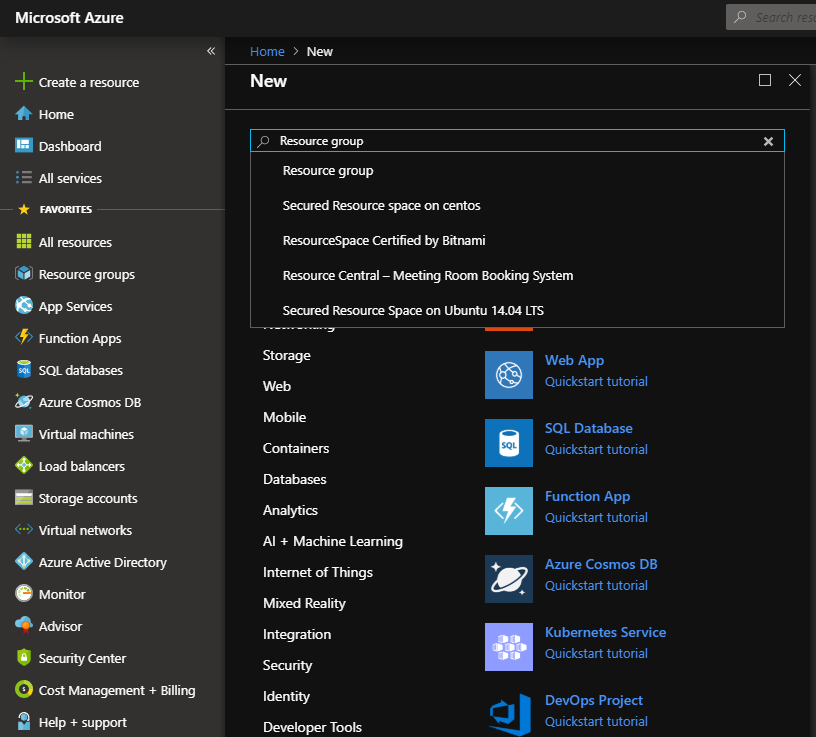 Microsoft Azure
Search
Home > New
New
Create a resource
Home
Dashboard
All services
FAVORITES
All resources
Resource groups
App Services
Function Apps
SQL databases
Azure Cosmos DB
Virtual machines
Load balancers
Storage accounts
Virtual networks
Azure Active Directory
Monitor
Advisor
Security Center
Cost Management + Billing
Help + support
Resource group
Resource group
Secured Resource space on centos
ResourceSpace Certified by Bitnami
Resource Central – Meeting Room Booking System
Secured Resource Space on Ubuntu 14.04 LTS
Storage
Web
Mobile
Containers
Databases
Analytics
AI + Machine Learning
Internet of Things
Mixed Reality
Integration
Security
Identity
Developer Tools
Web App
Quickstart tutorial
SQL Database
Quickstart tutorial
Function App
Quickstart tutorial
Azure Cosmos DB
Quickstart tutorial
Kubernetes Service
Quickstart tutorial
DevOps Project
Quickstart tutorial